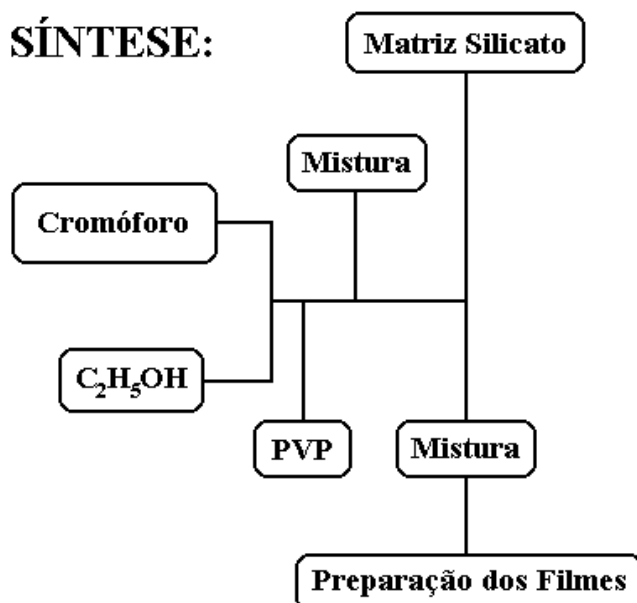 SÍNTESE:
Matriz Silicato
Mistura
Cromóforo
C₂H₅OH
PVP
Mistura
Preparação dos Filmes